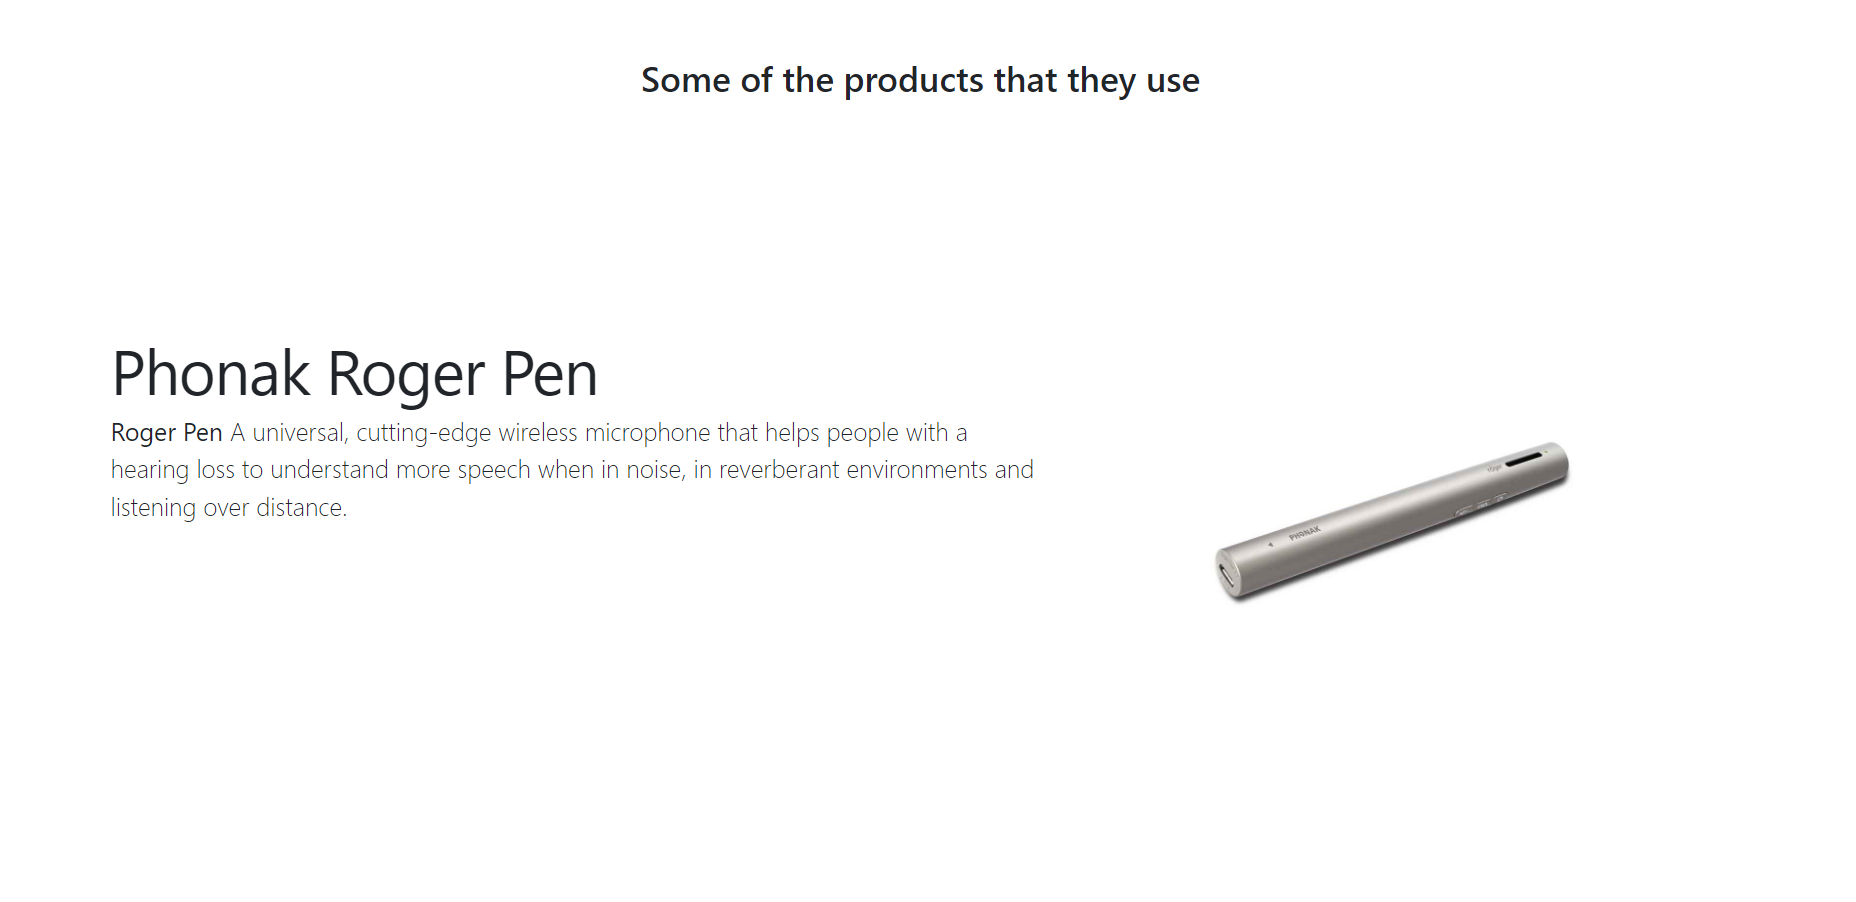 Some of the products that they use
Phonak Roger Pen
Roger Pen A universal, cutting-edge wireless microphone that helps people with a
hearing loss to understand more speech when in noise, in reverberant environments and
listening over distance.
PHONAK
roger